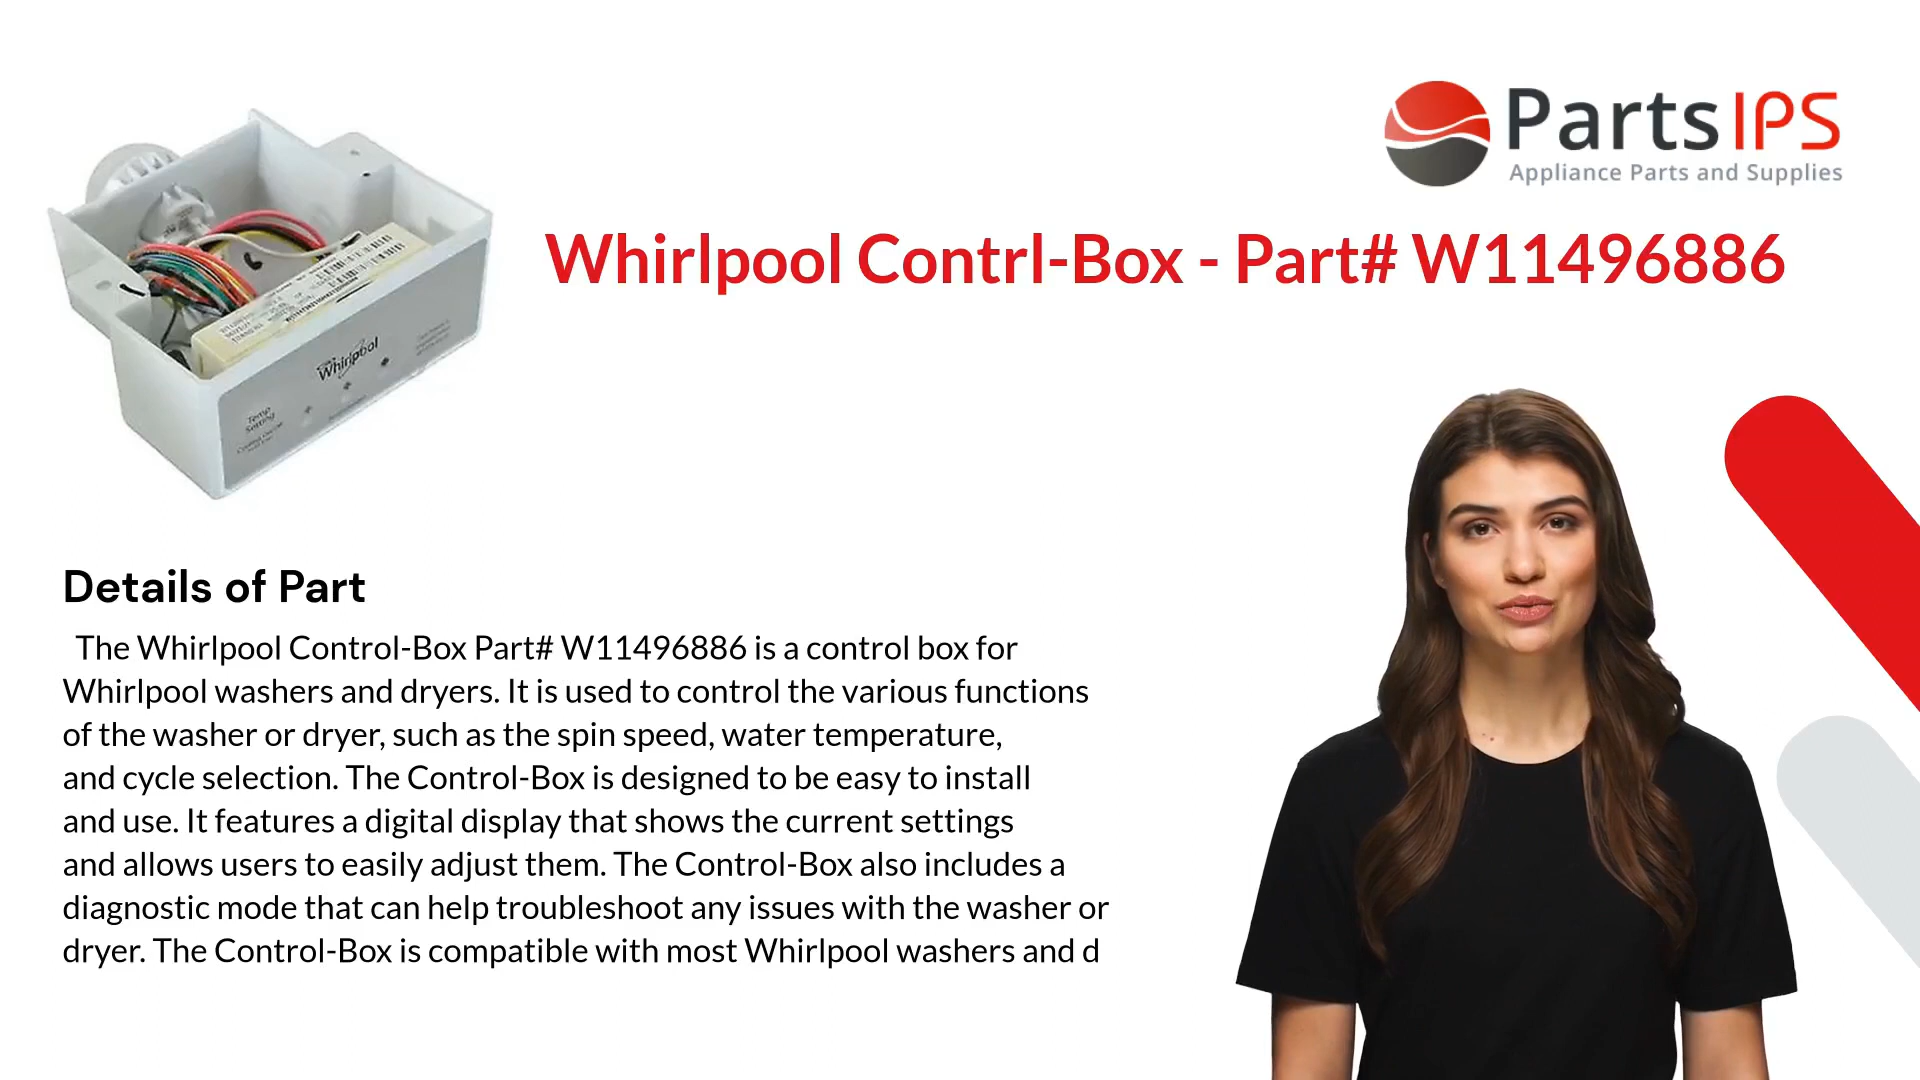 Parts IPS
Appliance Parts and Supplies
Whirlpool Contrl-Box - Part# W11496886
Whirlpool
Temp
Setting
Details of Part
The Whirlpool Control-Box Part# W11496886 is a control box for
Whirlpool washers and dryers. It is used to control the various functions
of the washer or dryer, such as the spin speed, water temperature,
and cycle selection. The Control-Box is designed to be easy to install
and use. It features a digital display that shows the current settings
and allows users to easily adjust them. The Control-Box also includes a
diagnostic mode that can help troubleshoot any issues with the washer or
dryer. The Control-Box is compatible with most Whirlpool washers and d